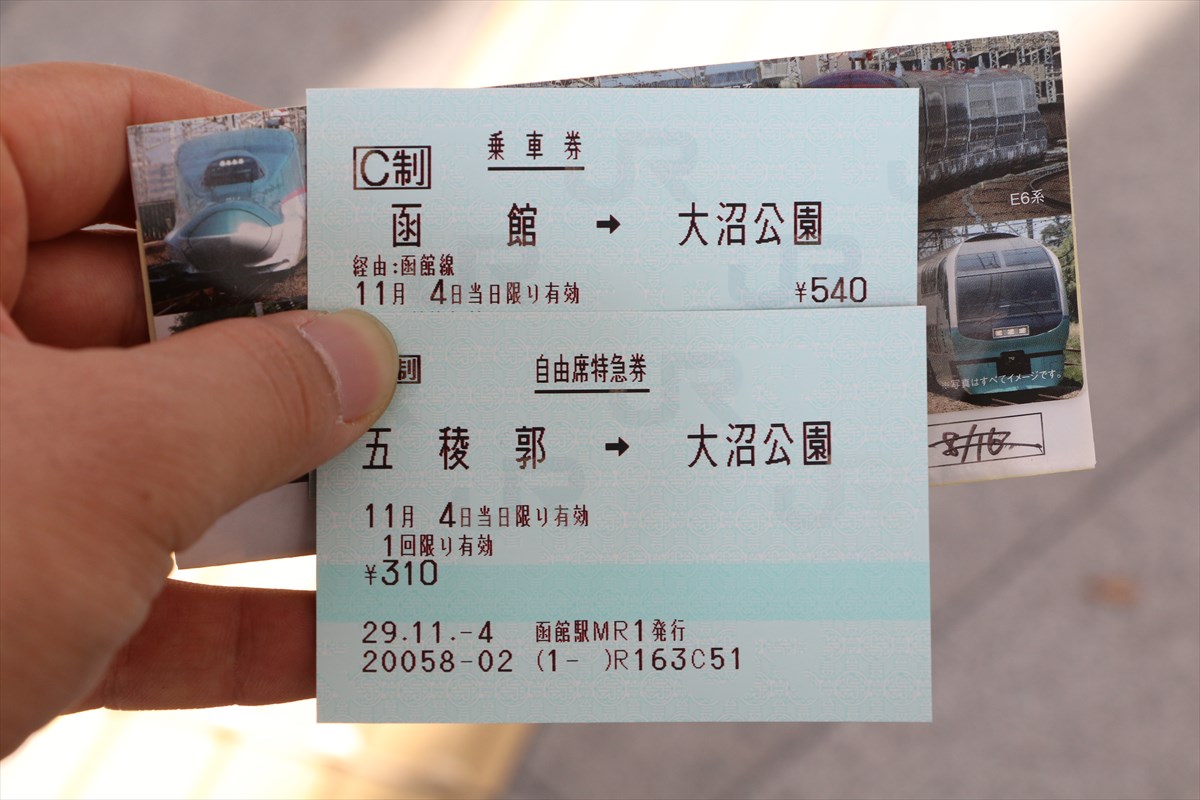 C制 乗車券
函館 → 大沼公園
経由:函館線
11月 4日当日限り有効 ¥540
制 自由席特急券
五稜郭 → 大沼公園
11月 4日当日限り有効
1回限り有効
¥310
29.11.-4 函館駅MR1発行
20058-02 (1- )R163C51
E6系
※写真はすべてイメージです。
8/16